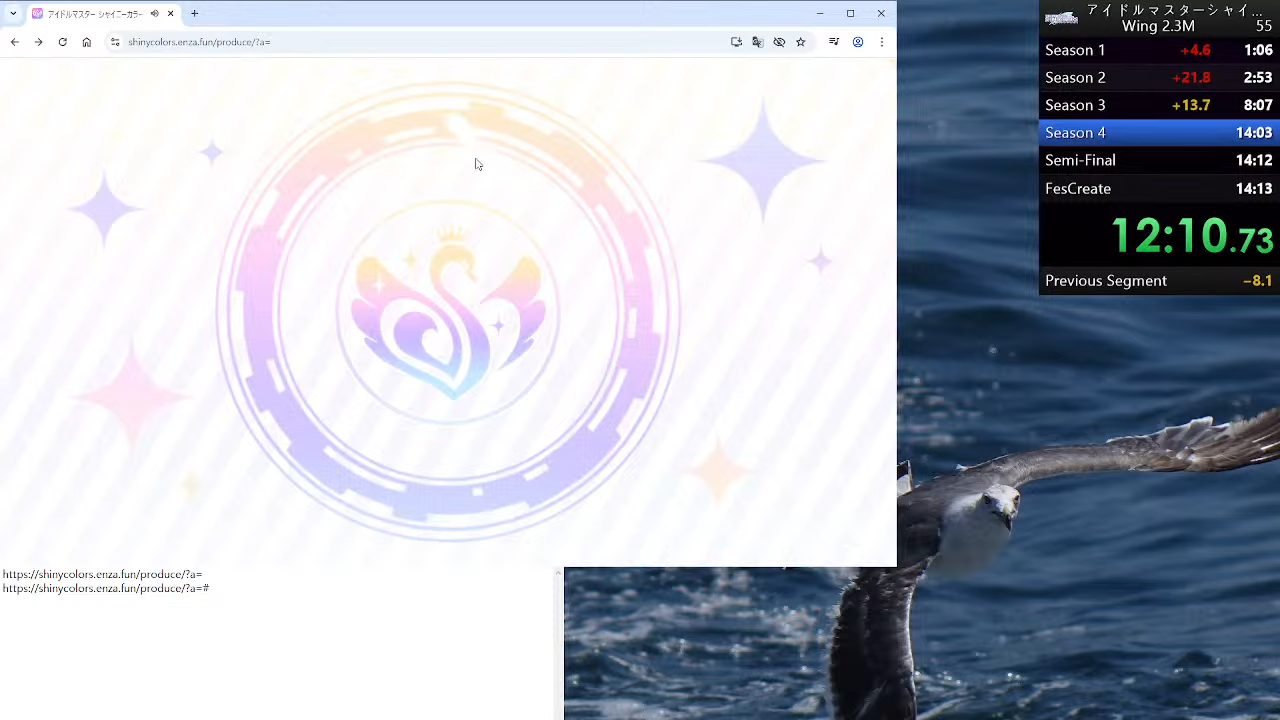 アイドルマスター シャイニーカラー
shinycolors.enza.fun/produce/?a=
https://shinycolors.enza.fun/produce/?a=
https://shinycolors.enza.fun/produce/?a=#
アイドルマスターシャイ...
Wing 2.3M 55
Season 1 +4.6 1:06
Season 2 +21.8 2:53
Season 3 +13.7 8:07
Season 4 14:03
Semi-Final 14:12
FesCreate 14:13
12:10.73
Previous Segment −8.1